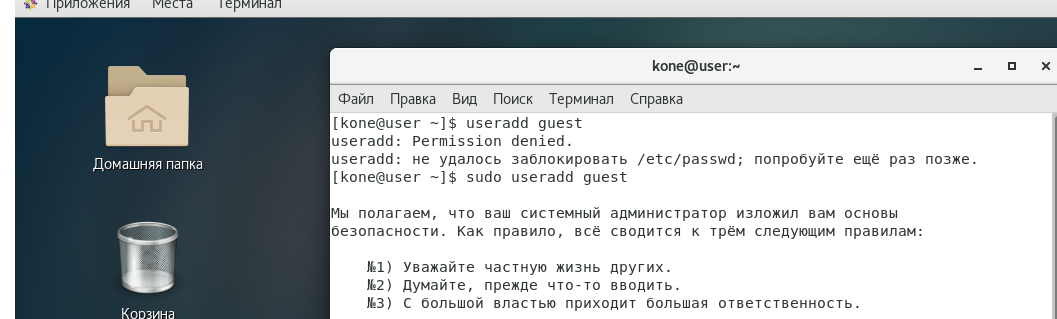 Приложения Места Терминал
kone@user:~
Файл Правка Вид Поиск Терминал Справка
Домашняя папка
Корзина
[kone@user ~]$ useradd guest
useradd: Permission denied.
useradd: не удалось заблокировать /etc/passwd; попробуйте ещё раз позже.
[kone@user ~]$ sudo useradd guest
Мы полагаем, что ваш системный администратор изложил вам основы
безопасности. Как правило, всё сводится к трём следующим правилам:
№1) Уважайте частную жизнь других.
№2) Думайте, прежде что-то вводить.
№3) С большой властью приходит большая ответственность.